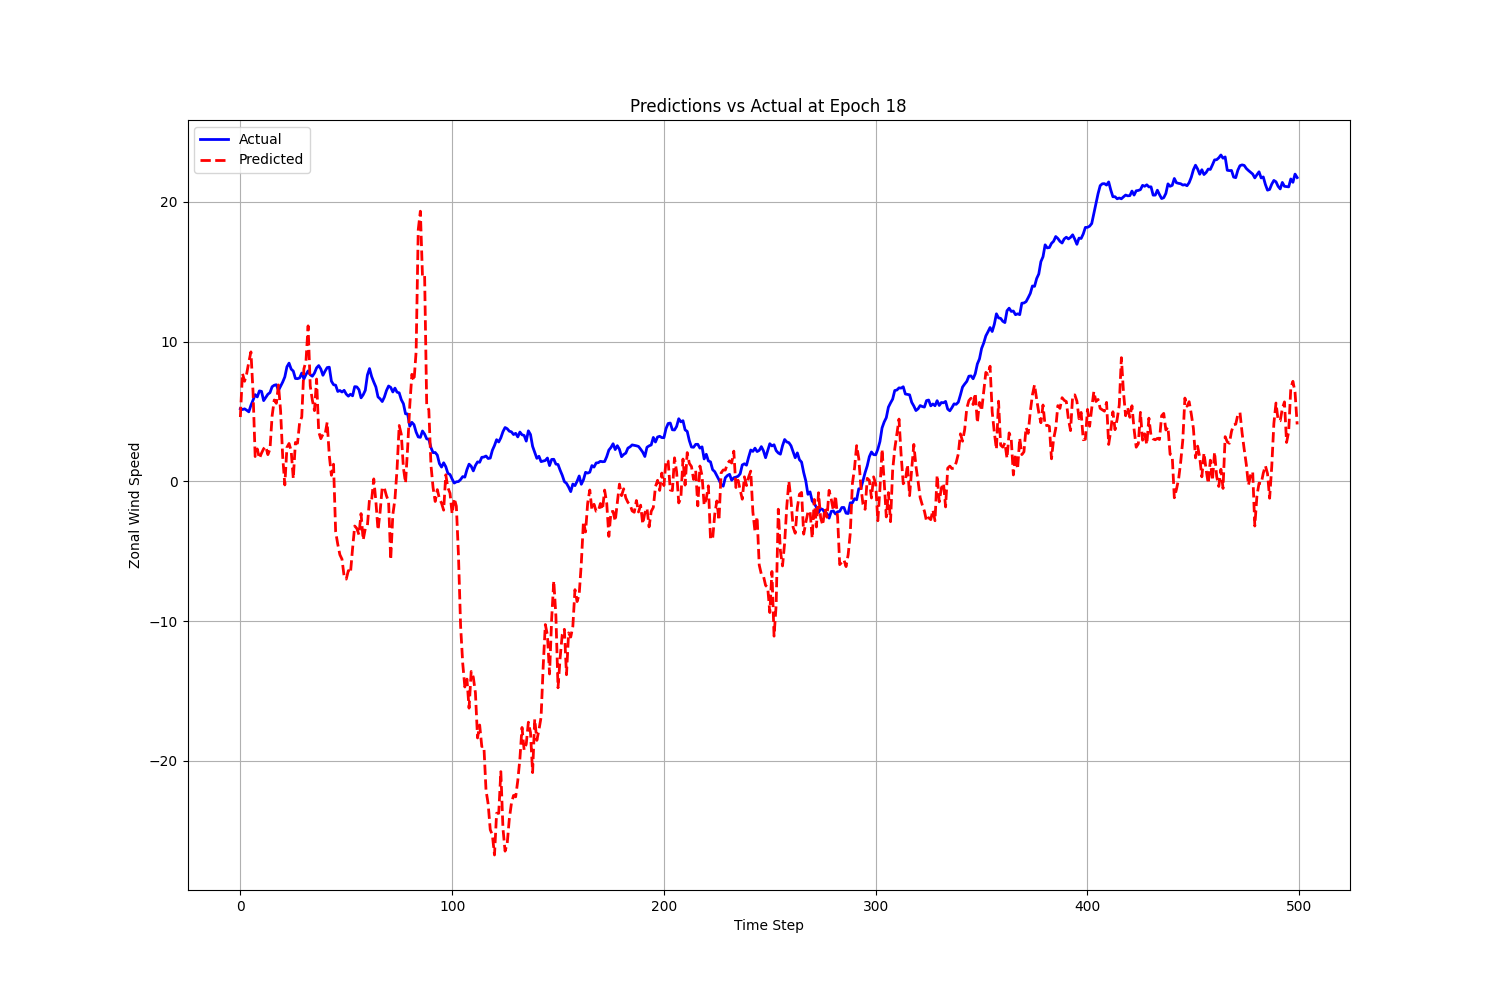 Predictions vs Actual at Epoch 18
Actual
Predicted
Zonal Wind Speed
20
10
0
−10
−20
0 100 200 300 400 500
Time Step